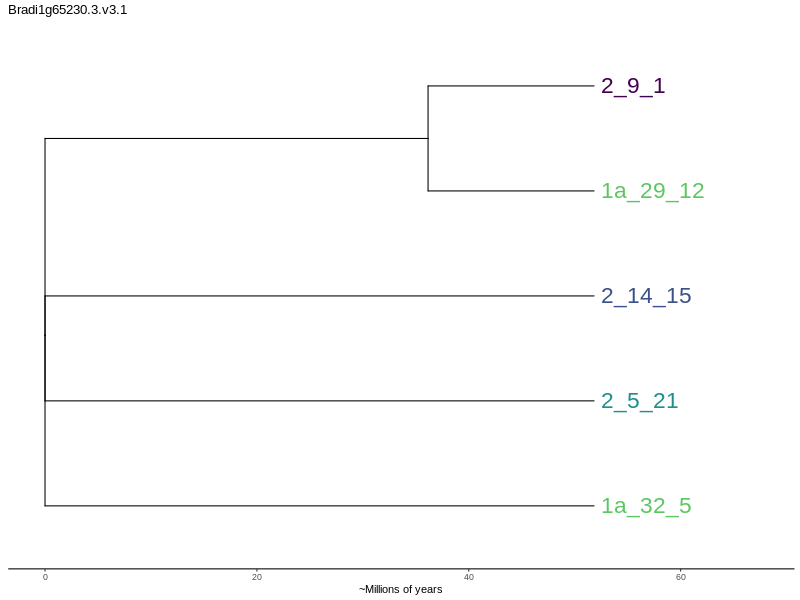 Bradi1g65230.3.v3.1
2_9_1
1a_29_12
2_14_15
2_5_21
1a_32_5
0 20 40 60
~Millions of years